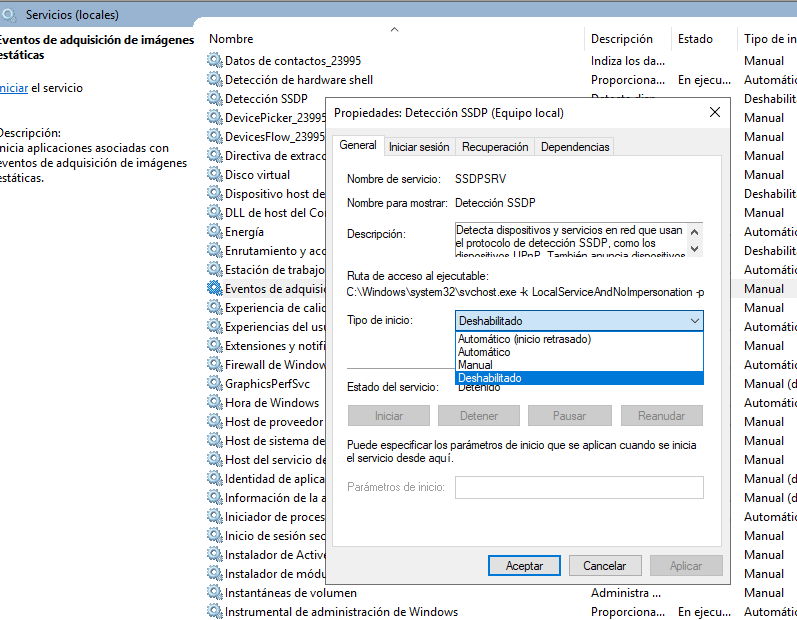 Servicios (locales)
Eventos de adquisición de imágenes
estáticas
Iniciar el servicio
Descripción:
Inicia aplicaciones asociadas con
eventos de adquisición de imágenes
estáticas.
Nombre Descripción Estado Tipo de in
Datos de contactos_23995 Indiza los da... Manual
Detección de hardware shell Proporciona... En ejecu... Automátic
Detección SSDP Deshabilit
DevicePicker_23995 Manual
DevicesFlow_23995 Manual
Directiva de extracc Manual
Disco virtual Manual
Dispositivo host de Deshabilit
DLL de host del Co Manual
Energía Automátic
Enrutamiento y acc Deshabilit
Estación de trabajo Automátic
Eventos de adquisic Manual
Experiencia de calid Manual
Experiencias del usu Automátic
Extensiones y notifi Manual
Firewall de Window Automátic
GraphicsPerfSvc Manual (d
Hora de Windows Automátic
Host de proveedor Manual
Host de sistema de Manual
Host del servicio de Manual
Identidad de aplica Manual (d
Información de la a Manual (d
Iniciador de proces Automátic
Inicio de sesión sec Manual
Instalador de Active Manual
Instalador de módu Manual
Instantáneas de volumen Administra ... Manual
Instrumental de administración de Windows Proporciona... En ejecu... Automátic
Propiedades: Detección SSDP (Equipo local)
General Iniciar sesión Recuperación Dependencias
Nombre de servicio: SSDPSRV
Nombre para mostrar: Detección SSDP
Descripción: Detecta dispositivos y servicios en red que usan
el protocolo de detección SSDP, como los
dispositivos UPnP. También anuncia dispositivos
Ruta de acceso al ejecutable:
C:\Windows\system32\svchost.exe -k LocalServiceAndNoImpersonation -p
Tipo de inicio: Deshabilitado
Automático (inicio retrasado)
Automático
Manual
Deshabilitado
Estado del servicio: Detenido
Iniciar Detener Pausar Reanudar
Puede especificar los parámetros de inicio que se aplican cuando se inicia
el servicio desde aquí.
Parámetros de inicio:
Aceptar Cancelar Aplicar